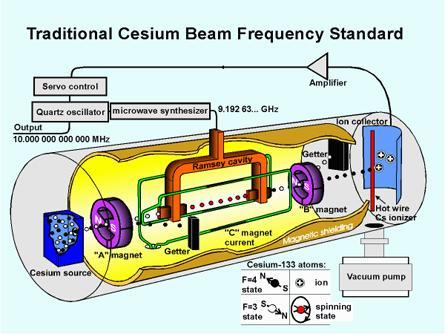 Traditional Cesium Beam Frequency Standard
Servo control
Amplifier
Quartz oscillator
microwave synthesizer
9.192 63... GHz
Ion collector
Output
10.000 000 000 000 MHz
Ramsey cavity
Getter
"B" magnet
"C" magnet
current
Hot wire
Cs ionizer
"A" magnet
Getter
Magnetic shielding
Cesium source
Cesium-133 atoms:
F=4
state
N
S
+
ion
F=3
state
S
N
spinning
state
Vacuum pump